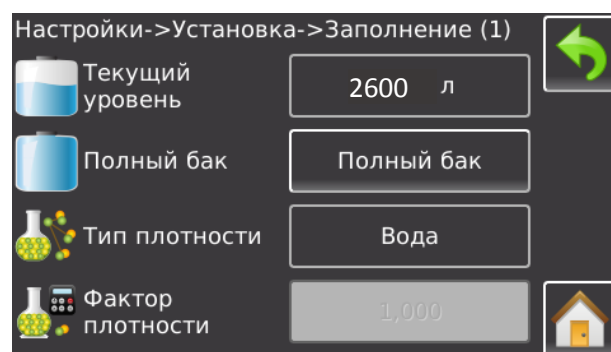 Настройки->Установка->Заполнение (1)
Текущий
уровень
2600 л
Полный бак
Полный бак
Тип плотности
Вода
Фактор
плотности
1,000